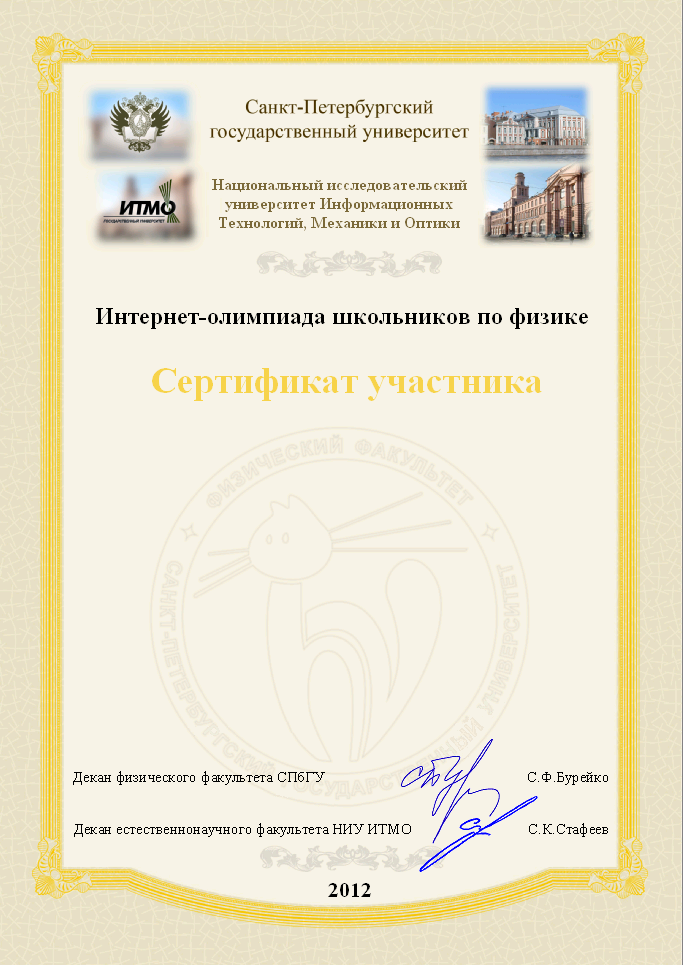 Санкт-Петербургский
государственный университет
Национальный исследовательский
университет Информационных
Технологий, Механики и Оптики
ИТМО
ГОСУДАРСТВЕННЫЙ УНИВЕРСИТЕТ
Интернет-олимпиада школьников по физике
Сертификат участника
ФИЗИЧЕСКИЙ ФАКУЛЬТЕТ
САНКТ-ПЕТЕРБУРГСКИЙ ГОСУДАРСТВЕННЫЙ УНИВЕРСИТЕТ
Декан физического факультета СПбГУ С.Ф.Бурейко
Декан естественнонаучного факультета НИУ ИТМО С.К.Стафеев
2012